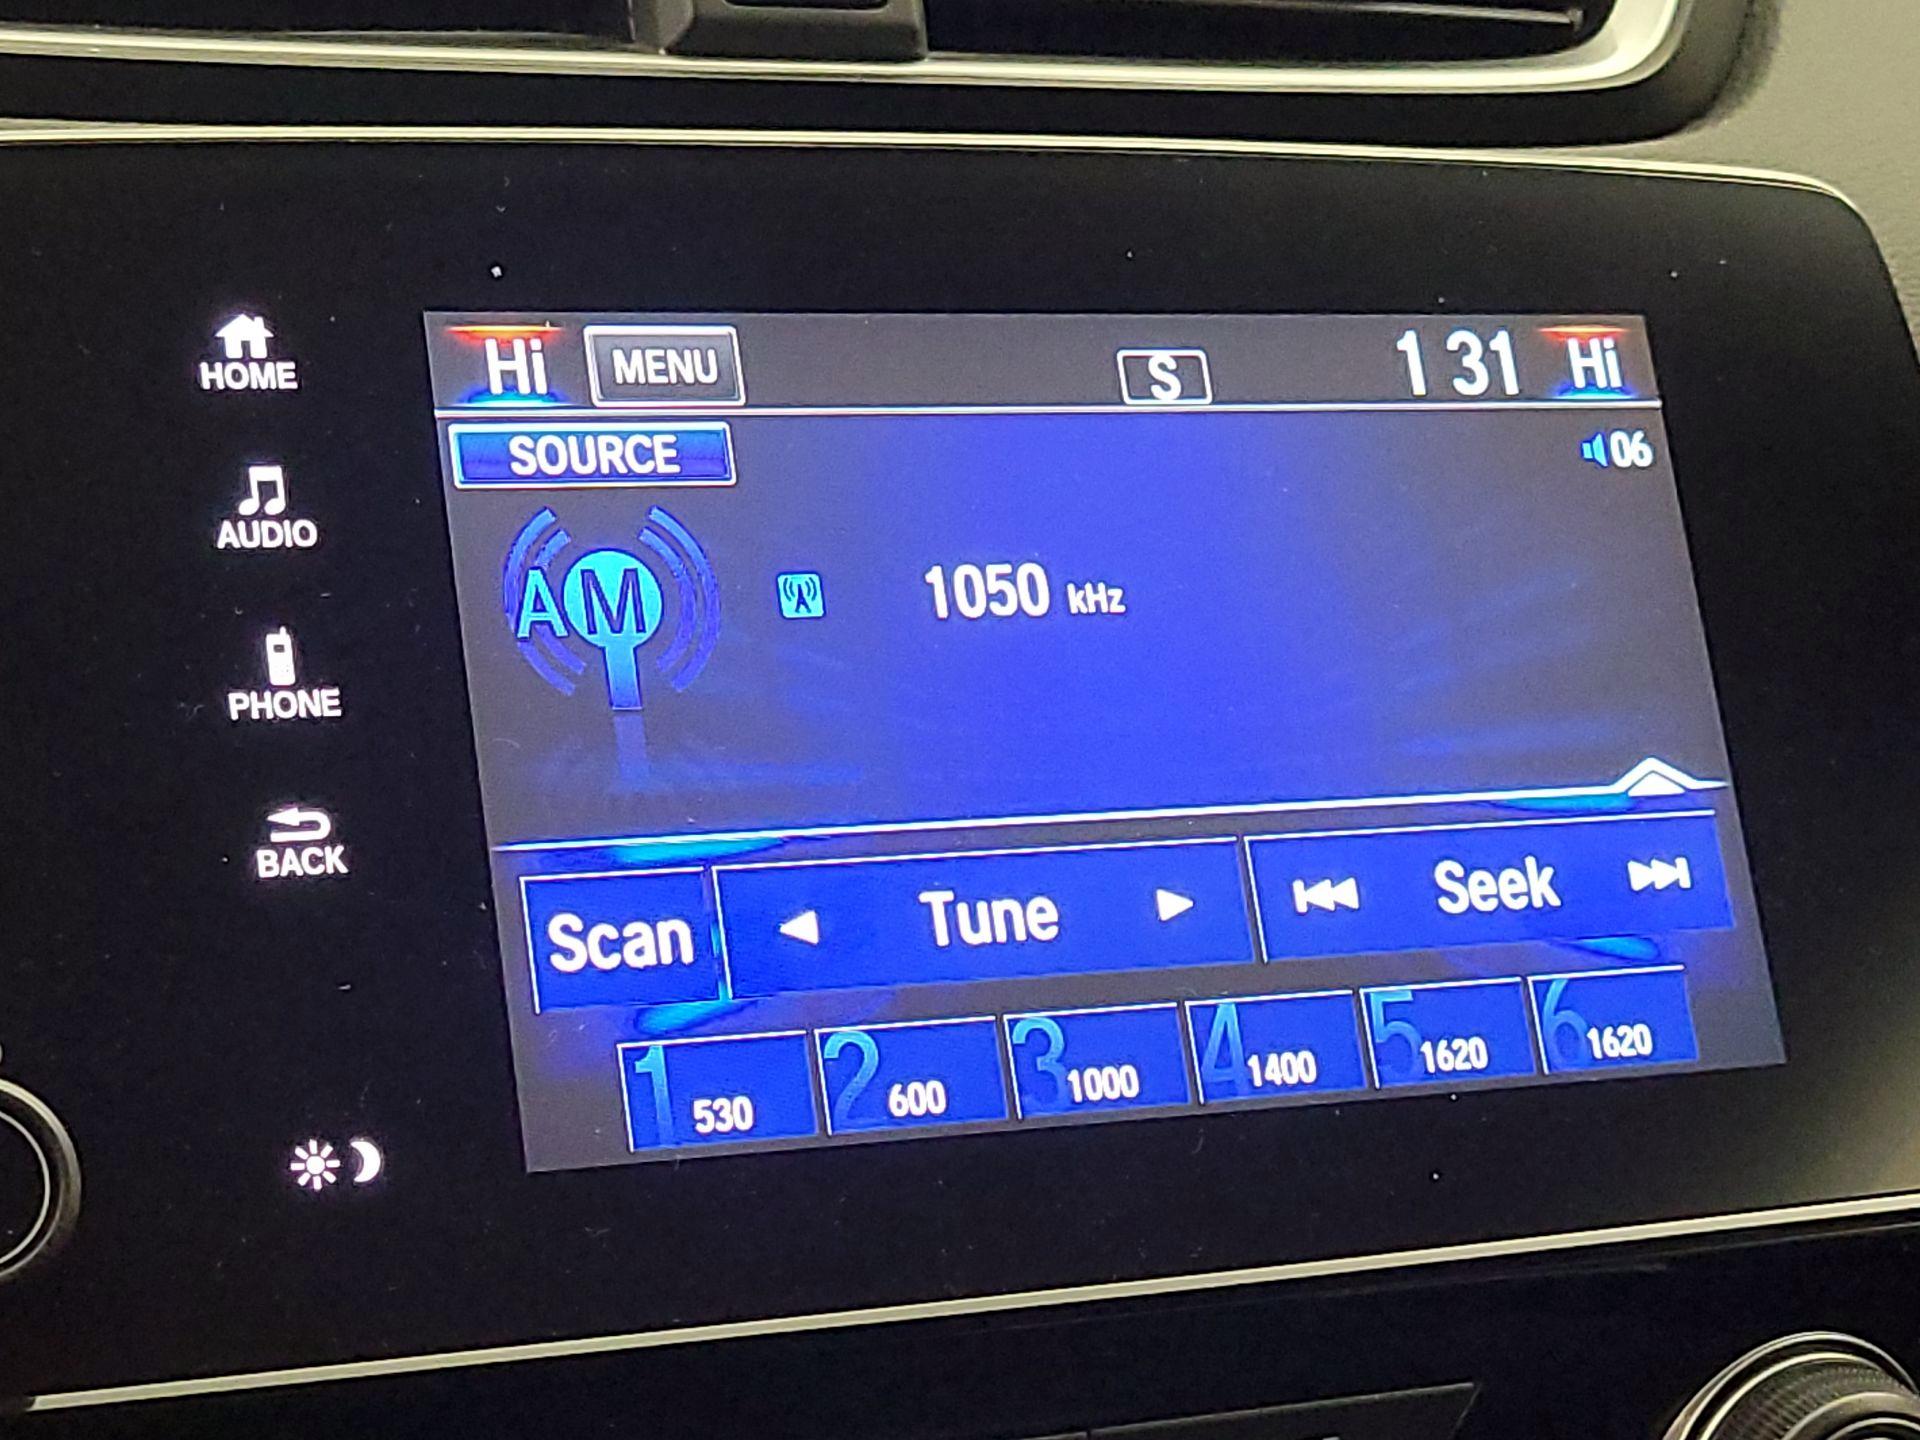 HOME
AUDIO
PHONE
BACK
Hi MENU S 1 31 Hi
SOURCE 06
AM 1050 kHz
Scan Tune Seek
1 530 2 600 3 1000 4 1400 5 1620 6 1620